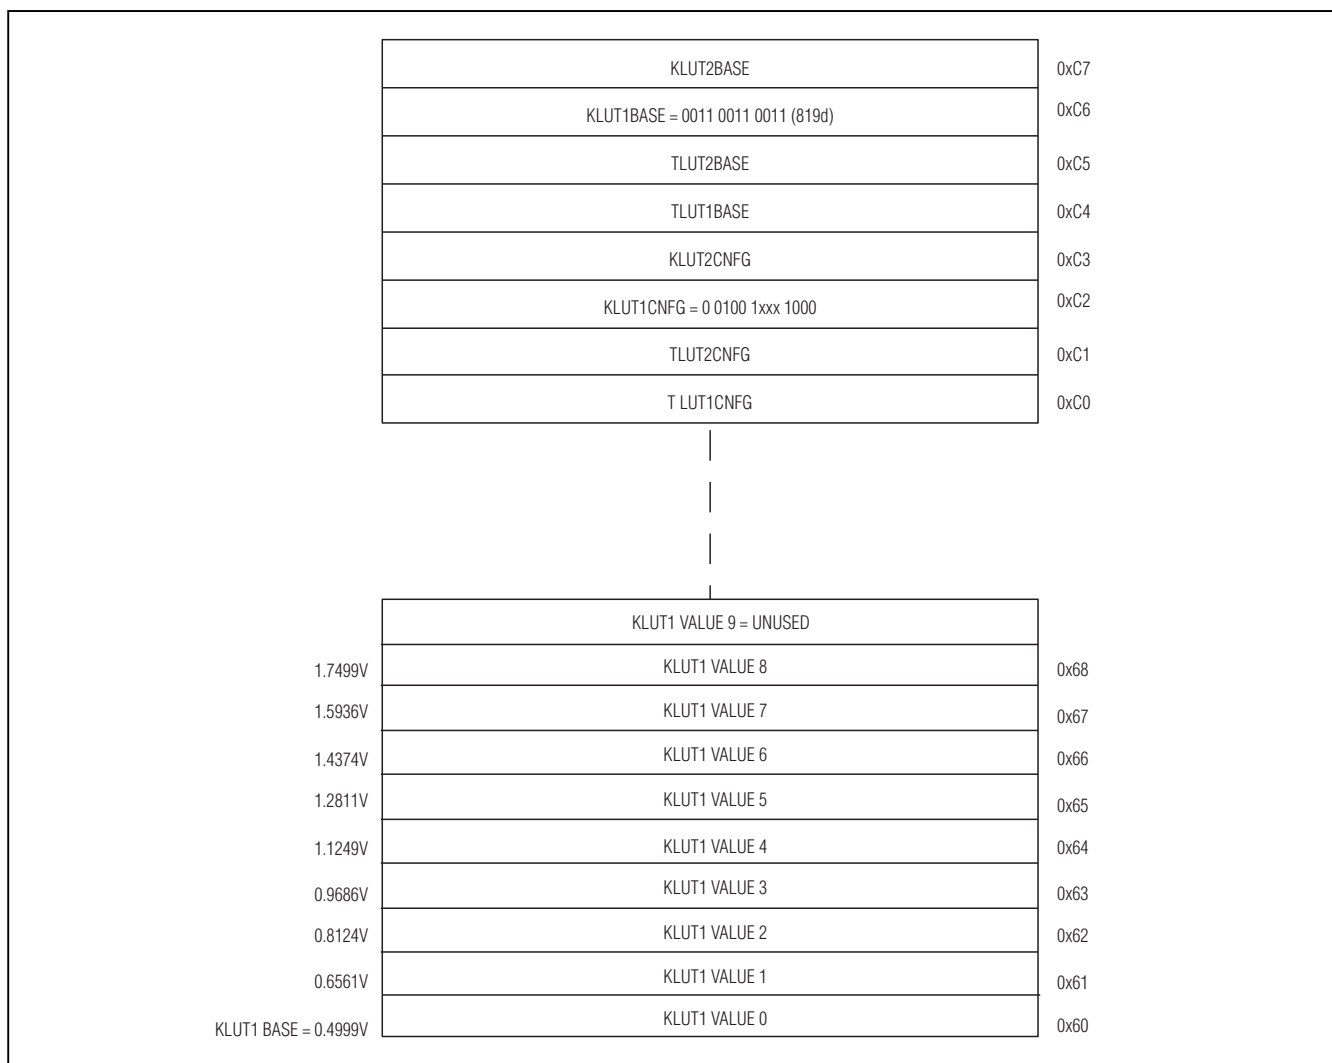 KLUT2BASE 0xC7
KLUT1BASE = 0011 0011 0011 (819d) 0xC6
TLUT2BASE 0xC5
TLUT1BASE 0xC4
KLUT2CNFG 0xC3
KLUT1CNFG = 0 0100 1xxx 1000 0xC2
TLUT2CNFG 0xC1
T LUT1CNFG 0xC0
KLUT1 VALUE 9 = UNUSED
1.7499V KLUT1 VALUE 8 0x68
1.5936V KLUT1 VALUE 7 0x67
1.4374V KLUT1 VALUE 6 0x66
1.2811V KLUT1 VALUE 5 0x65
1.1249V KLUT1 VALUE 4 0x64
0.9686V KLUT1 VALUE 3 0x63
0.8124V KLUT1 VALUE 2 0x62
0.6561V KLUT1 VALUE 1 0x61
KLUT1 BASE = 0.4999V KLUT1 VALUE 0 0x60